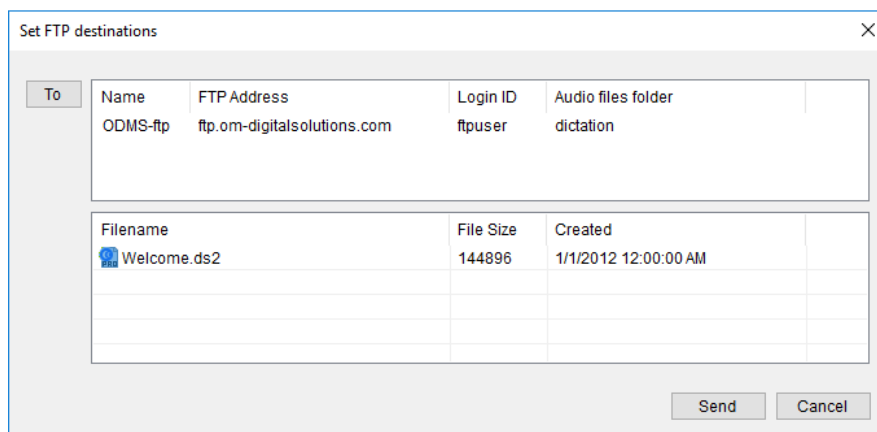 Set FTP destinations
To
Name FTP Address Login ID Audio files folder
ODMS-ftp ftp.om-digitalsolutions.com ftpuser dictation
Filename File Size Created
PRO Welcome.ds2 144896 1/1/2012 12:00:00 AM
Send Cancel